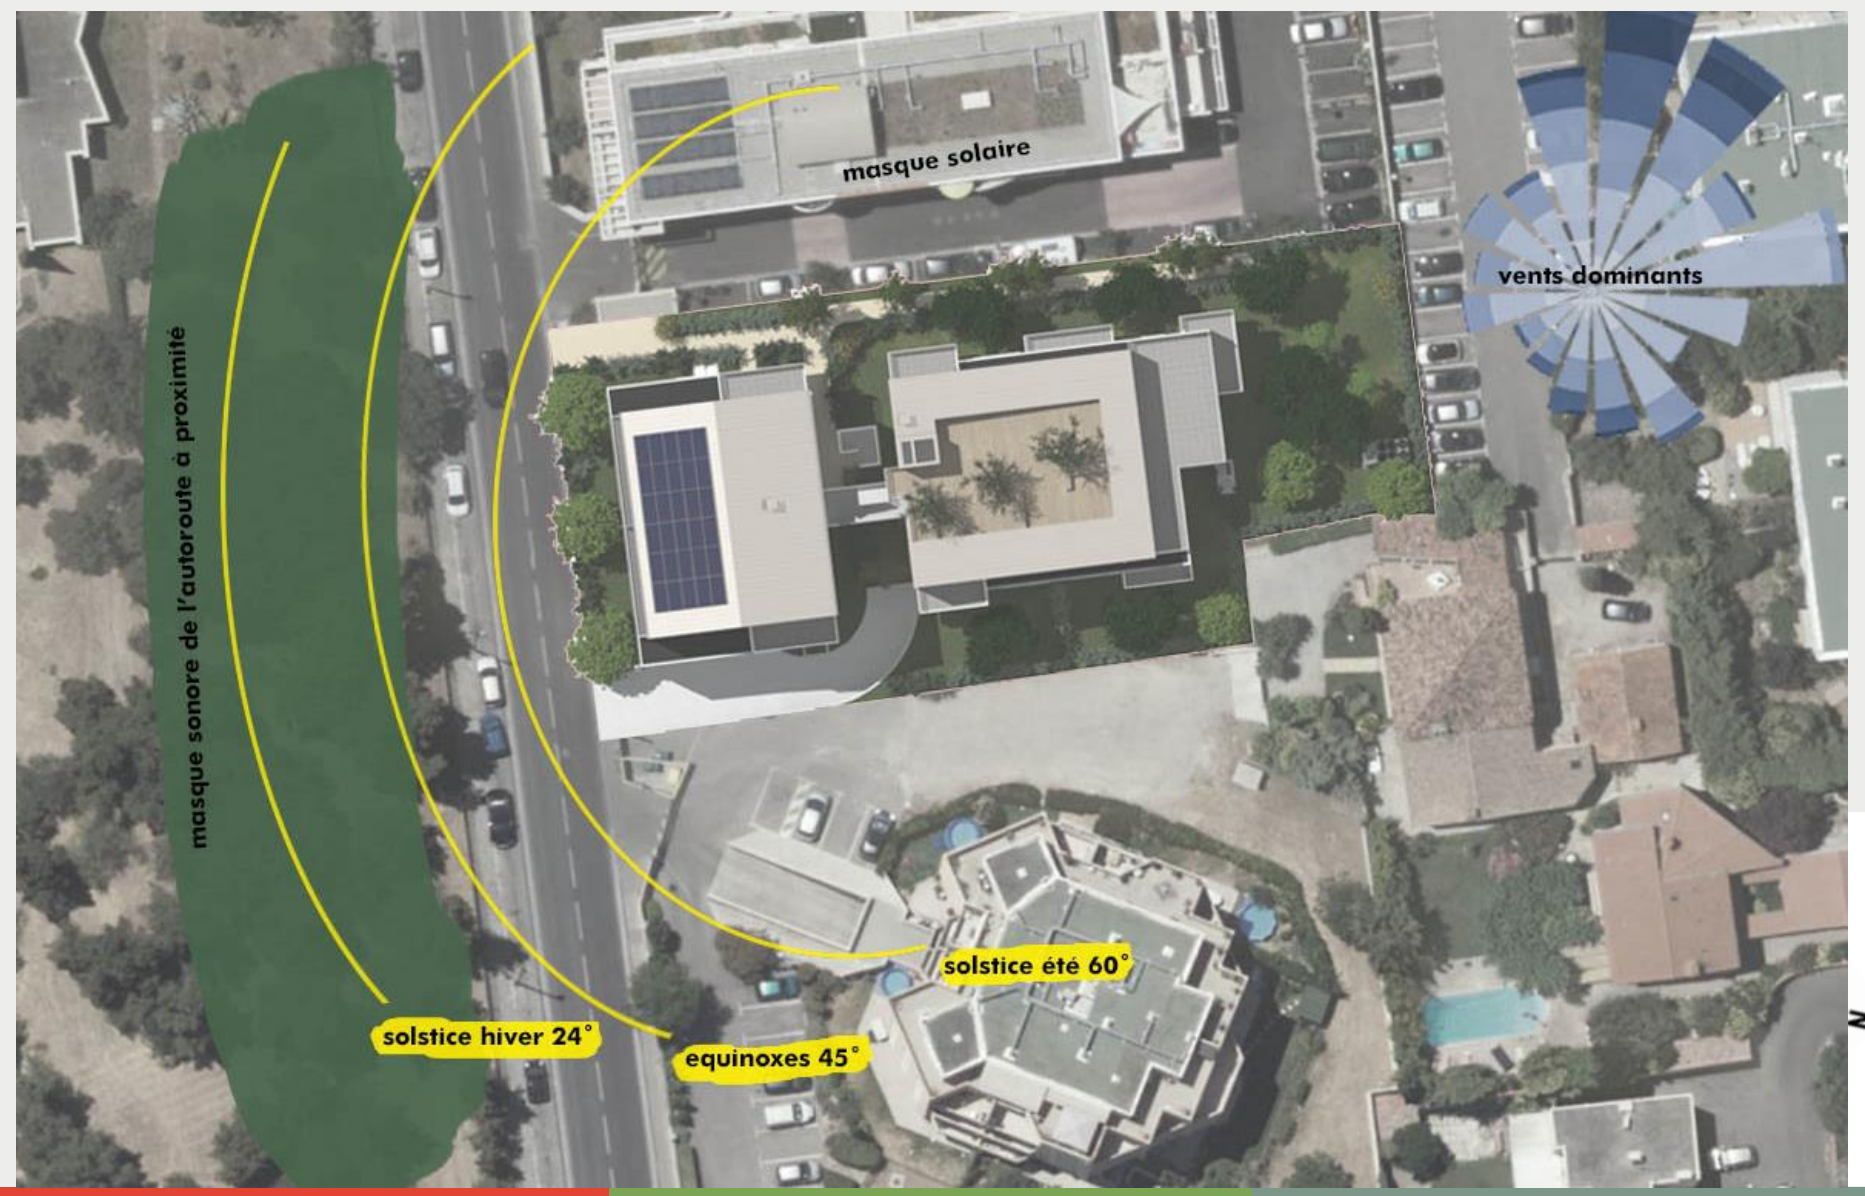 masque solaire
vents dominants
masque sonore de l'autoroute à proximité
solstice été 60°
solstice hiver 24°
equinoxes 45°
N